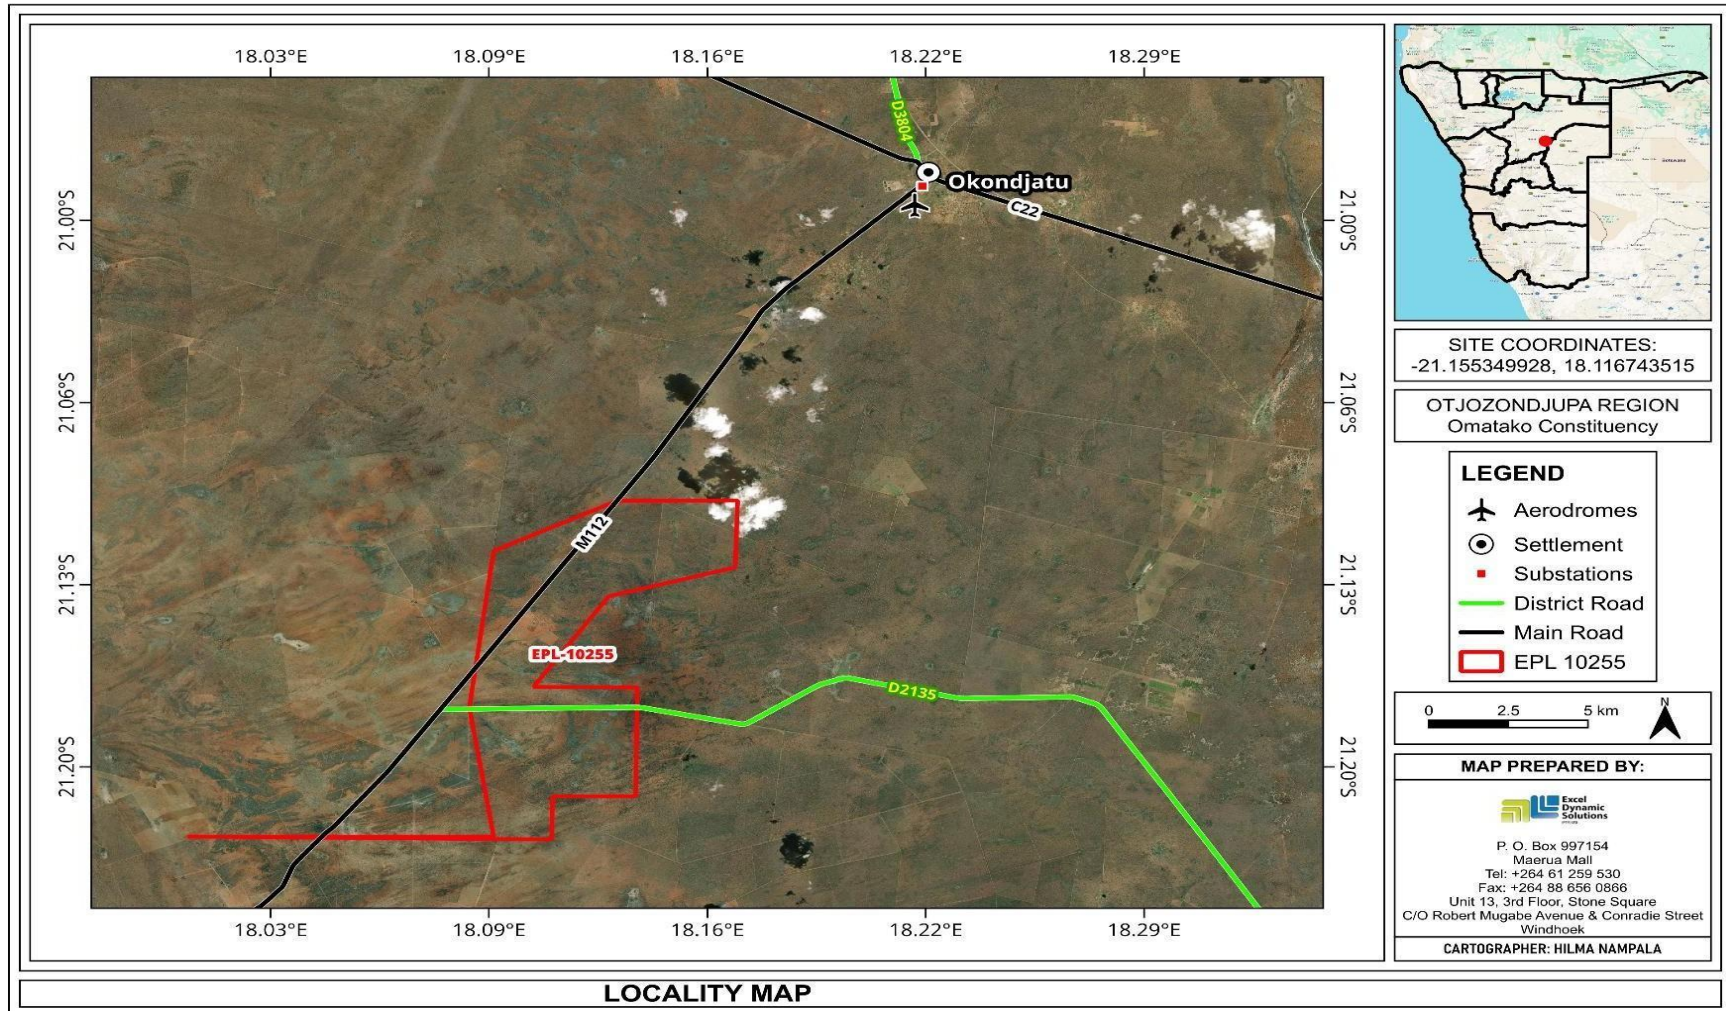 18.03°E 18.09°E 18.16°E 18.22°E 18.29°E
21.00°S
21.06°S
21.13°S
21.20°S
D3804
Okondjatu
C22
M112
EPL-10255
D2135
21.00°S
21.06°S
21.13°S
21.20°S
18.03°E 18.09°E 18.16°E 18.22°E 18.29°E
SITE COORDINATES:
-21.155349928, 18.116743515
OTJOZONDJUPA REGION
Omatako Constituency
LEGEND
Aerodromes
Settlement
Substations
District Road
Main Road
EPL 10255
0 2.5 5 km
N
MAP PREPARED BY:
Excel
Dynamic
Solutions
P. O. Box 997154
Maerua Mall
Tel: +264 61 259 530
Fax: +264 88 656 0866
Unit 13, 3rd Floor, Stone Square
C/O Robert Mugabe Avenue & Conradie Street
Windhoek
CARTOGRAPHER: HILMA NAMPALA
LOCALITY MAP